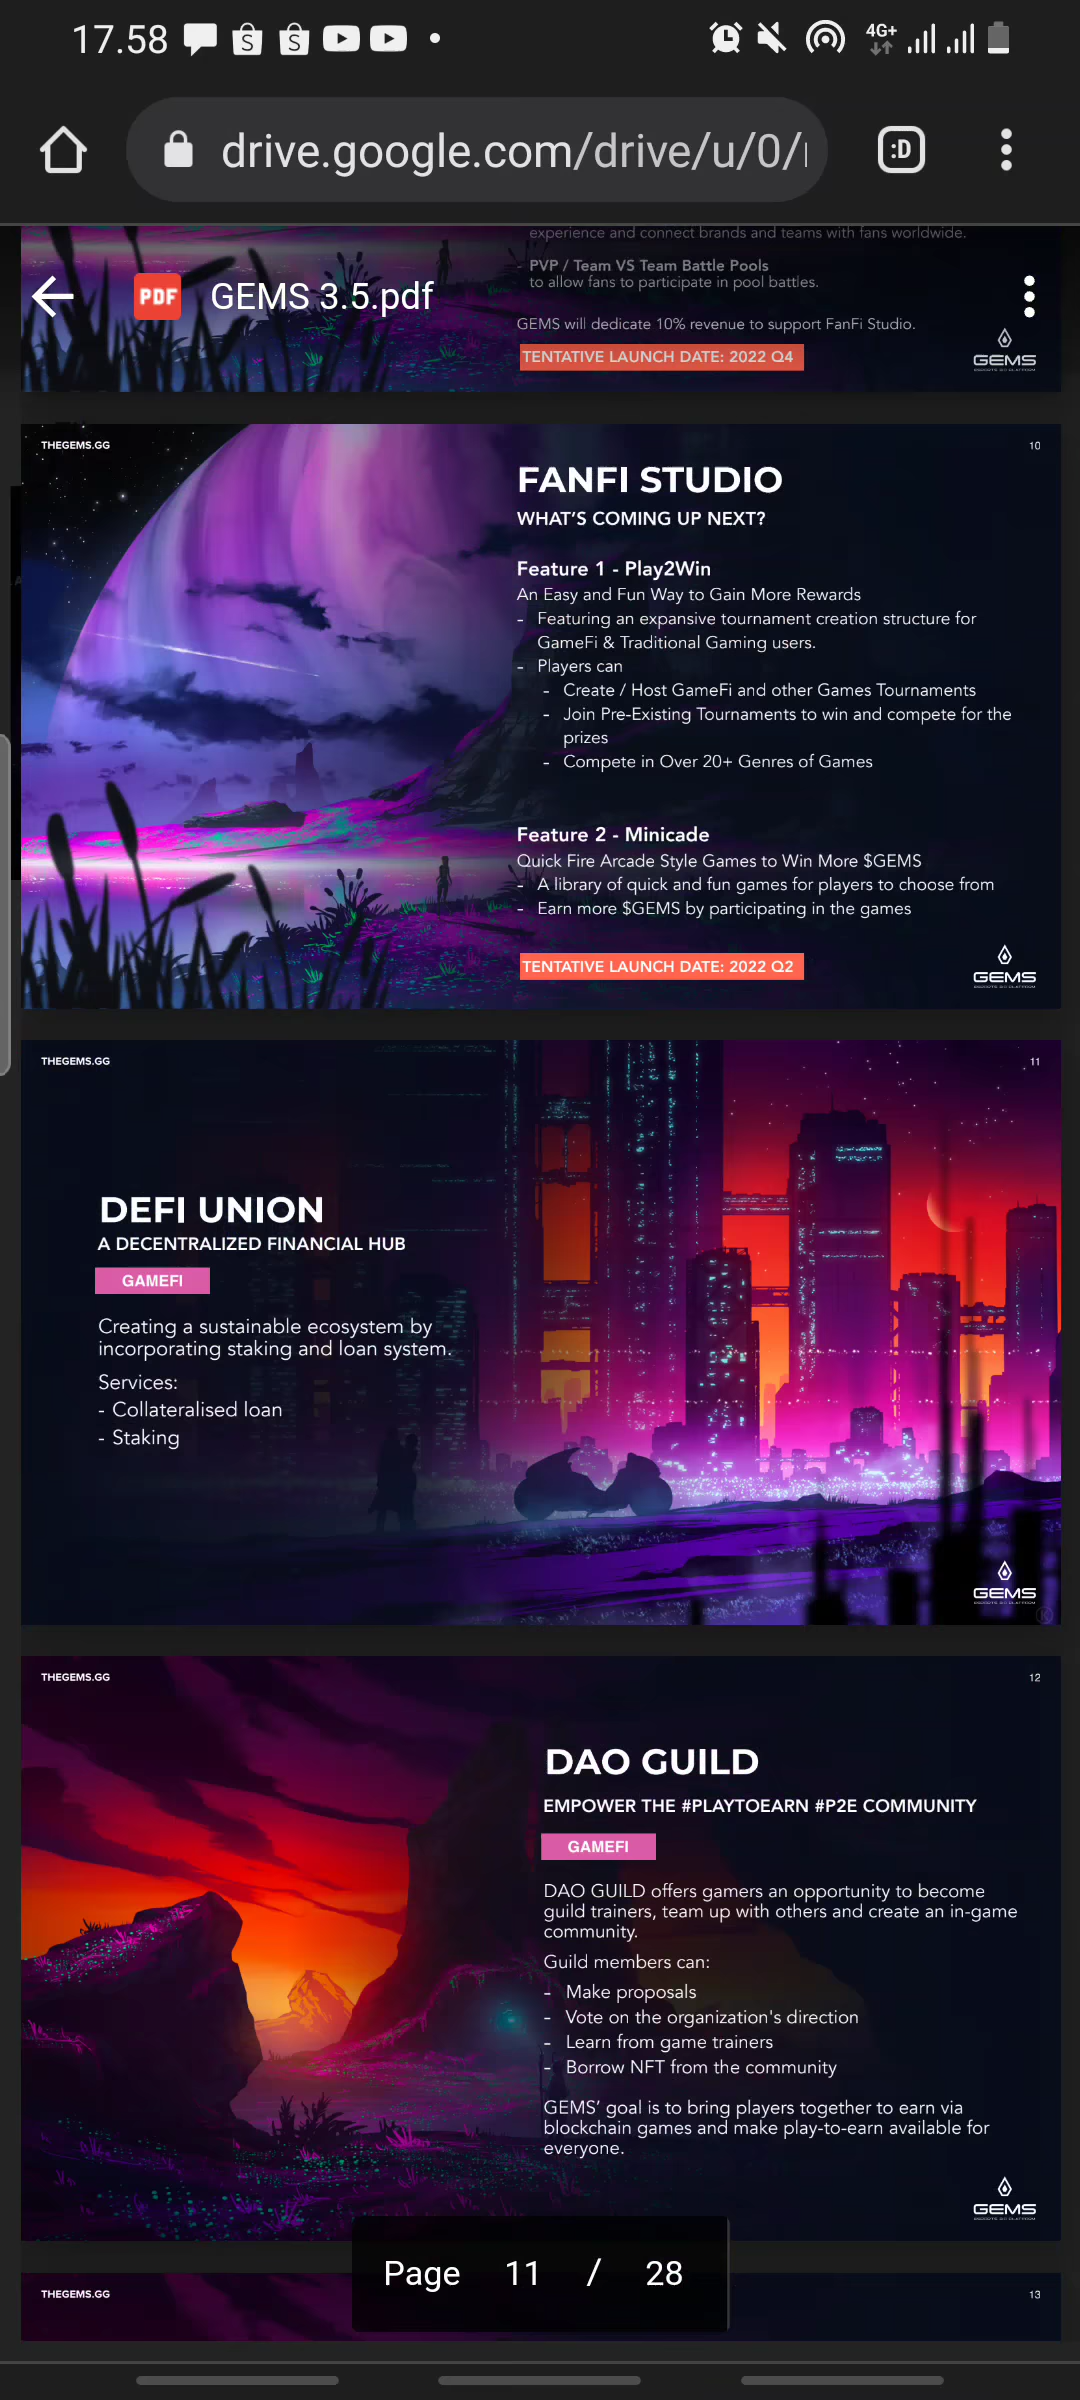 17.58
4G+
drive.google.com/drive/u/0/
:D
experience and connect brands and teams with fans worldwide.
- PVP / Team VS Team Battle Pools
to allow fans to participate in pool battles.
PDF GEMS 3.5.pdf
GEMS will dedicate 10% revenue to support FanFi Studio.
TENTATIVE LAUNCH DATE: 2022 Q4
GEMS
THEGEMS.GG
10
FANFI STUDIO
WHAT'S COMING UP NEXT?
Feature 1 - Play2Win
An Easy and Fun Way to Gain More Rewards
- Featuring an expansive tournament creation structure for
GameFi & Traditional Gaming users.
- Players can
- Create / Host GameFi and other Games Tournaments
- Join Pre-Existing Tournaments to win and compete for the
prizes
- Compete in Over 20+ Genres of Games
Feature 2 - Minicade
Quick Fire Arcade Style Games to Win More $GEMS
- A library of quick and fun games for players to choose from
- Earn more $GEMS by participating in the games
TENTATIVE LAUNCH DATE: 2022 Q2
GEMS
THEGEMS.GG
11
DEFI UNION
A DECENTRALIZED FINANCIAL HUB
GAMEFI
Creating a sustainable ecosystem by
incorporating staking and loan system.
Services:
- Collateralised loan
- Staking
GEMS
THEGEMS.GG
12
DAO GUILD
EMPOWER THE #PLAYTOEARN #P2E COMMUNITY
GAMEFI
DAO GUILD offers gamers an opportunity to become
guild trainers, team up with others and create an in-game
community.
Guild members can:
- Make proposals
- Vote on the organization's direction
- Learn from game trainers
- Borrow NFT from the community
GEMS' goal is to bring players together to earn via
blockchain games and make play-to-earn available for
everyone.
GEMS
Page 11 / 28
THEGEMS.GG
13